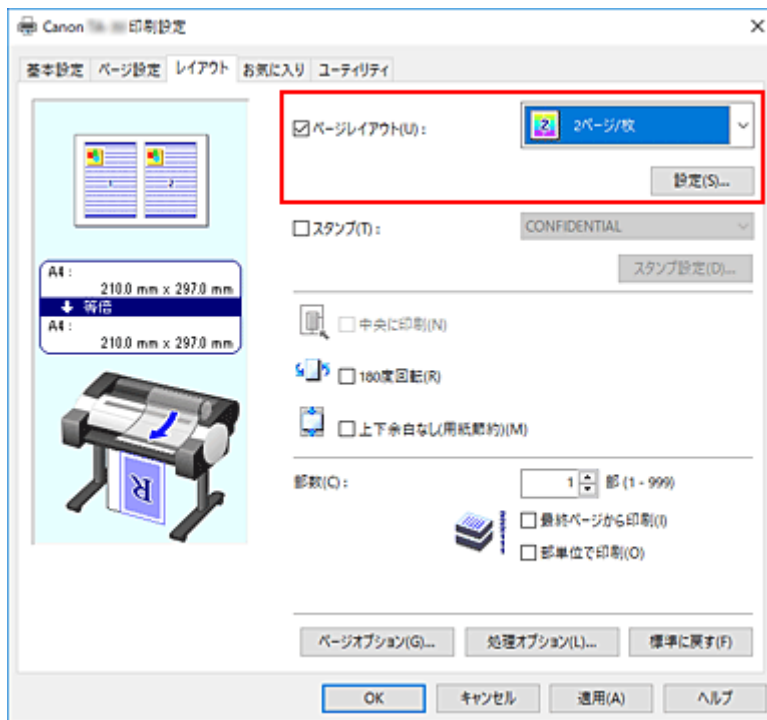 Canon 印刷設定
基本設定 ページ設定 レイアウト お気に入り ユーティリティ
ページレイアウト(U)：
2 2ページ/枚
設定(S)...
1 2
スタンプ(T)：
CONFIDENTIAL
スタンプ設定(D)...
A4：
210.0 mm x 297.0 mm
等倍
A4：
210.0 mm x 297.0 mm
中央に印刷(N)
180度回転(R)
上下余白なし(用紙節約)(M)
R
部数(C)：
1 部 (1 - 999)
最終ページから印刷(I)
部単位で印刷(O)
ページオプション(G)...
処理オプション(L)...
標準に戻す(F)
OK
キャンセル
適用(A)
ヘルプ